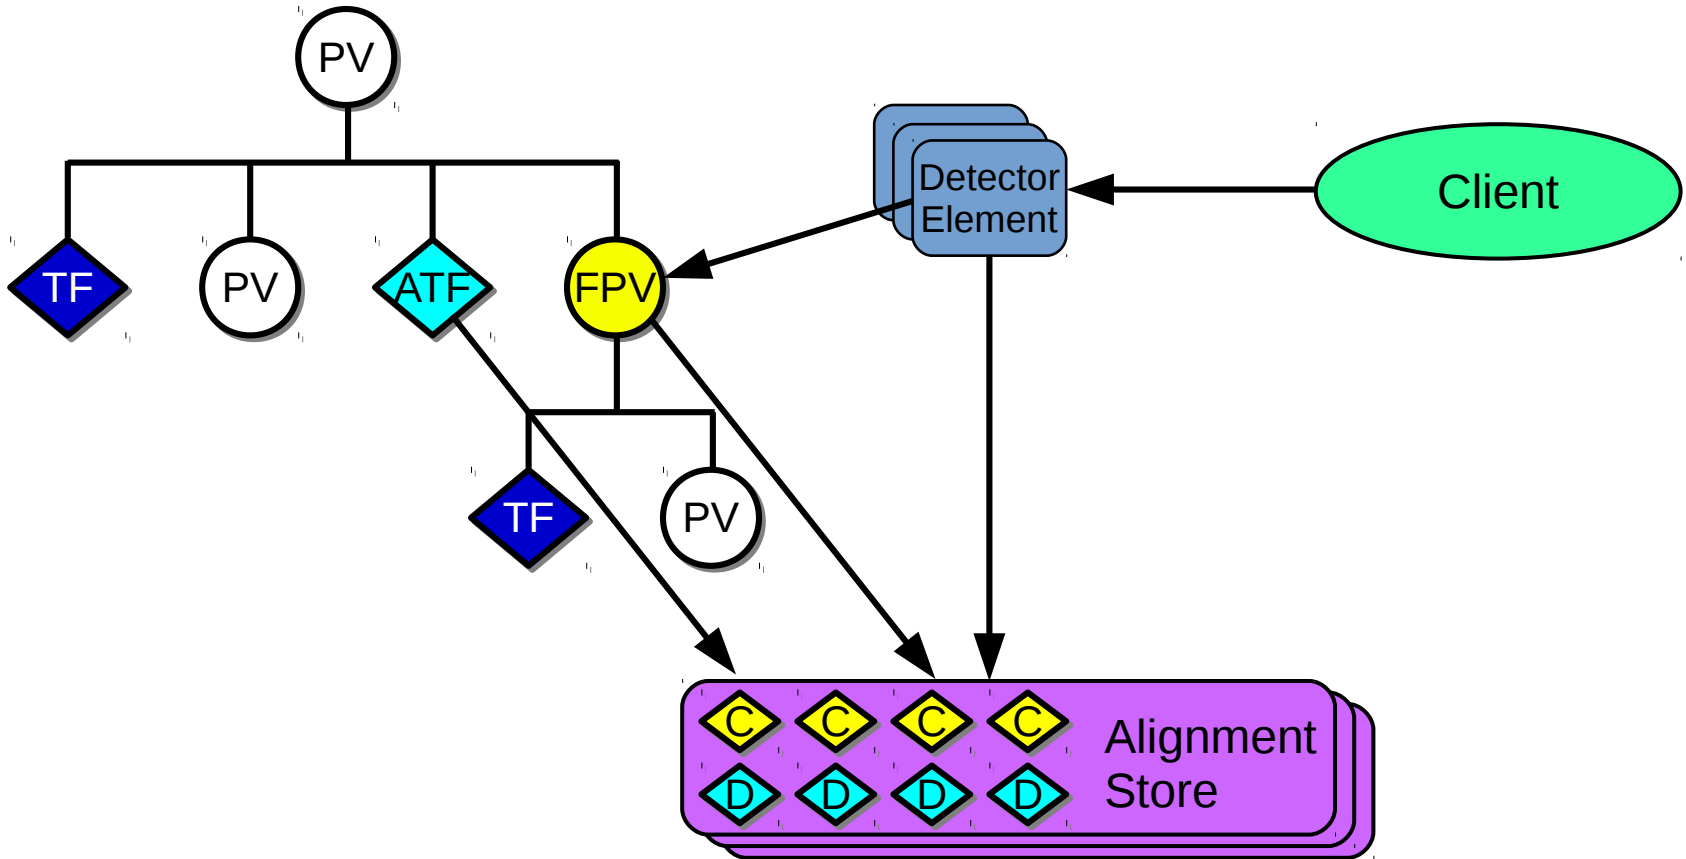 PV
Detector
Element
Client
TF
PV
ATF
FPV
TF
PV
C C C C
Alignment
Store
D D D D